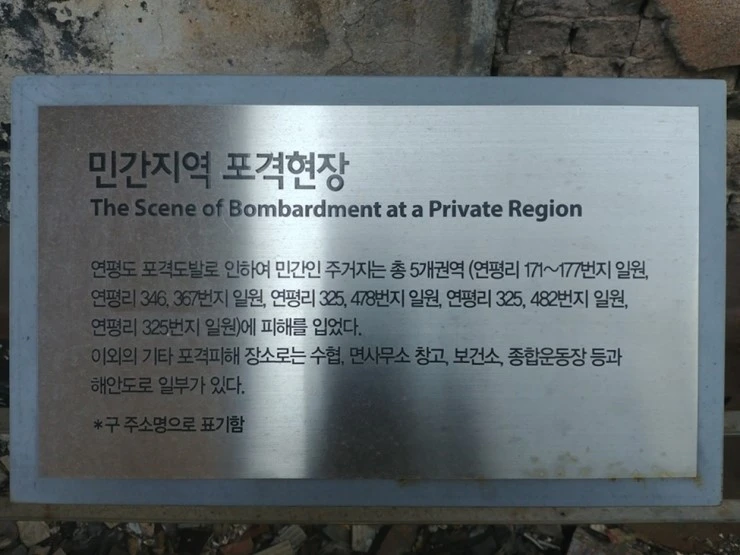 민간지역 포격현장
The Scene of Bombardment at a Private Region
연평도 포격도발로 인하여 민간인 주거지는 총 5개권역 (연평리 171~177번지 일원,
연평리 346, 367번지 일원, 연평리 325, 478번지 일원, 연평리 325, 482번지 일원,
연평리 325번지 일원)에 피해를 입었다.
이외의 기타 포격피해 장소로는 수협, 면사무소 창고, 보건소, 종합운동장 등과
해안도로 일부가 있다.
*구 주소명으로 표기함